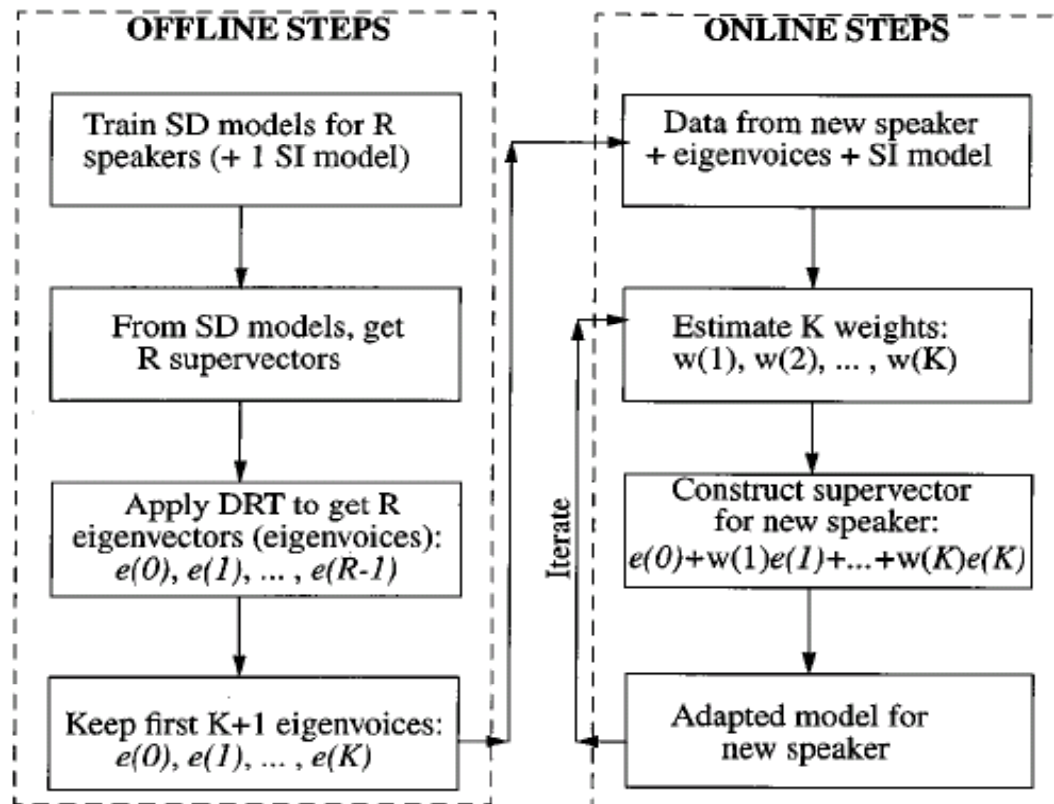 OFFLINE STEPS
Train SD models for R
speakers (+ 1 SI model)
From SD models, get
R supervectors
Apply DRT to get R
eigenvectors (eigenvoices):
e(0), e(1), ... , e(R-1)
Keep first K+1 eigenvoices:
e(0), e(1), ... , e(K)
ONLINE STEPS
Data from new speaker
+ eigenvoices + SI model
Estimate K weights:
w(1), w(2), ... , w(K)
Construct supervector
for new speaker:
e(0)+w(1)e(1)+...+w(K)e(K)
Adapted model for
new speaker
Iterate